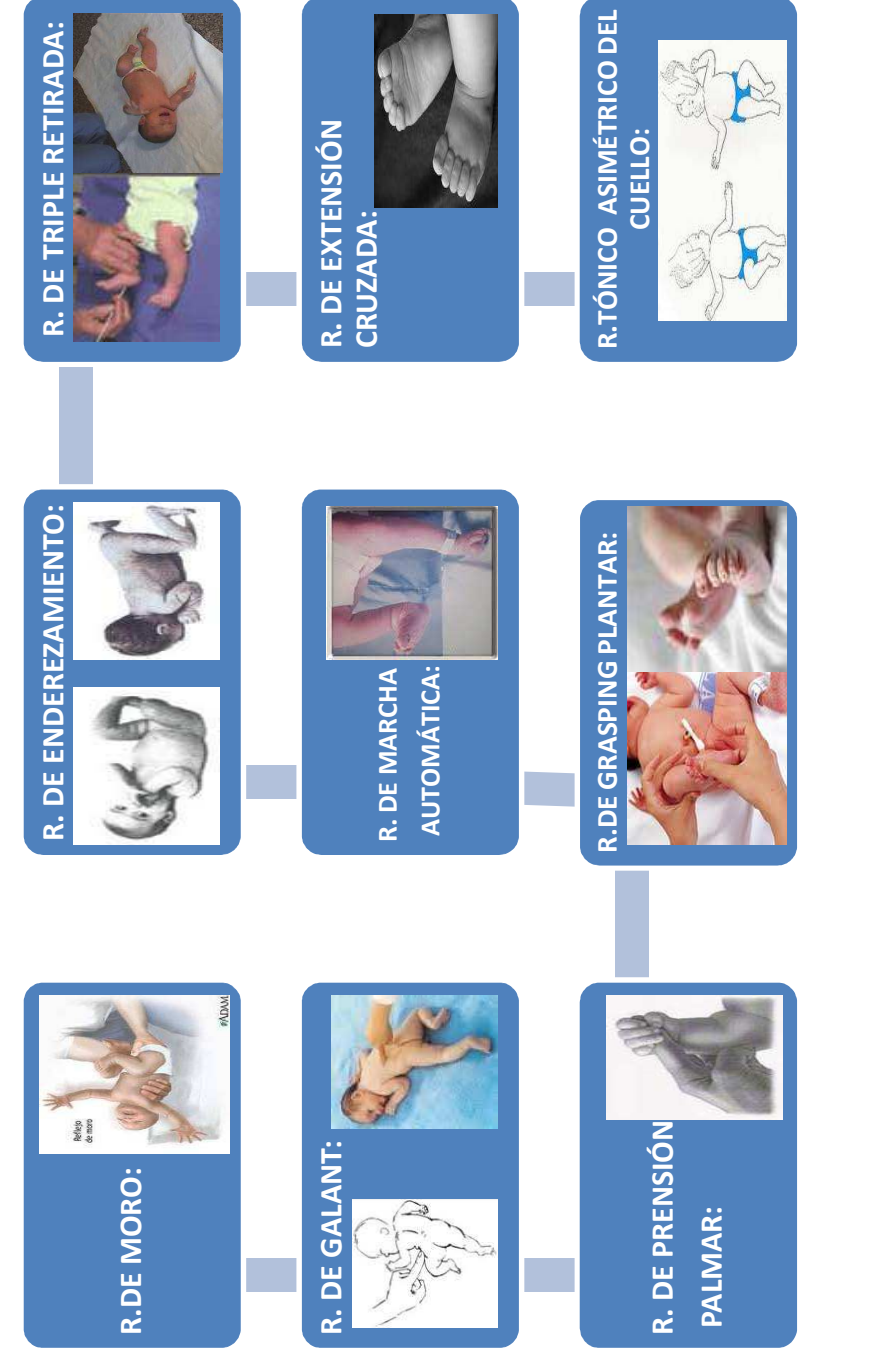 R.DE MORO:
Reflejo
de moro
ADAM.
R. DE ENDEREZAMIENTO:
R. DE TRIPLE RETIRADA:
R. DE GALANT:
R. DE MARCHA
AUTOMÁTICA:
R. DE EXTENSIÓN
CRUZADA:
R. DE PRENSIÓN
PALMAR:
R.DE GRASPING PLANTAR:
R.TÓNICO ASIMÉTRICO DEL
CUELLO: